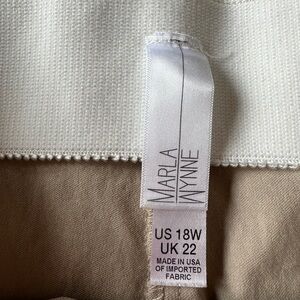 MARLA
WYNNE
US 18W
UK 22
MADE IN USA
OF IMPORTED
FABRIC